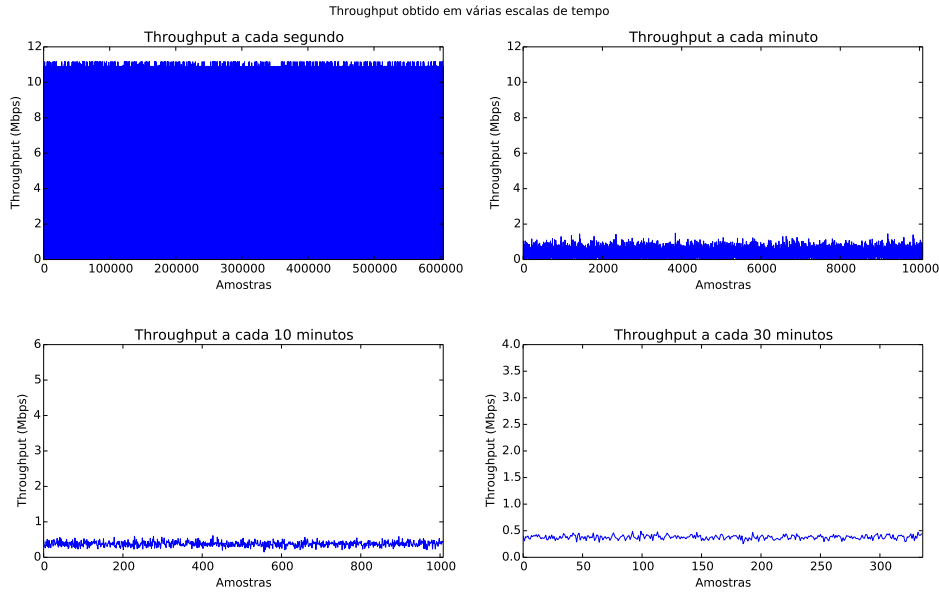 Throughput obtido em várias escalas de tempo
Throughput a cada segundo
12
10
8
6
4
2
0
Throughput (Mbps)
0 100000 200000 300000 400000 500000 600000
Amostras
Throughput a cada minuto
12
10
8
6
4
2
0
Throughput (Mbps)
0 2000 4000 6000 8000 10000
Amostras
Throughput a cada 10 minutos
6
5
4
3
2
1
0
Throughput (Mbps)
0 200 400 600 800 1000
Amostras
Throughput a cada 30 minutos
4.0
3.5
3.0
2.5
2.0
1.5
1.0
0.5
0.0
Throughput (Mbps)
0 50 100 150 200 250 300
Amostras